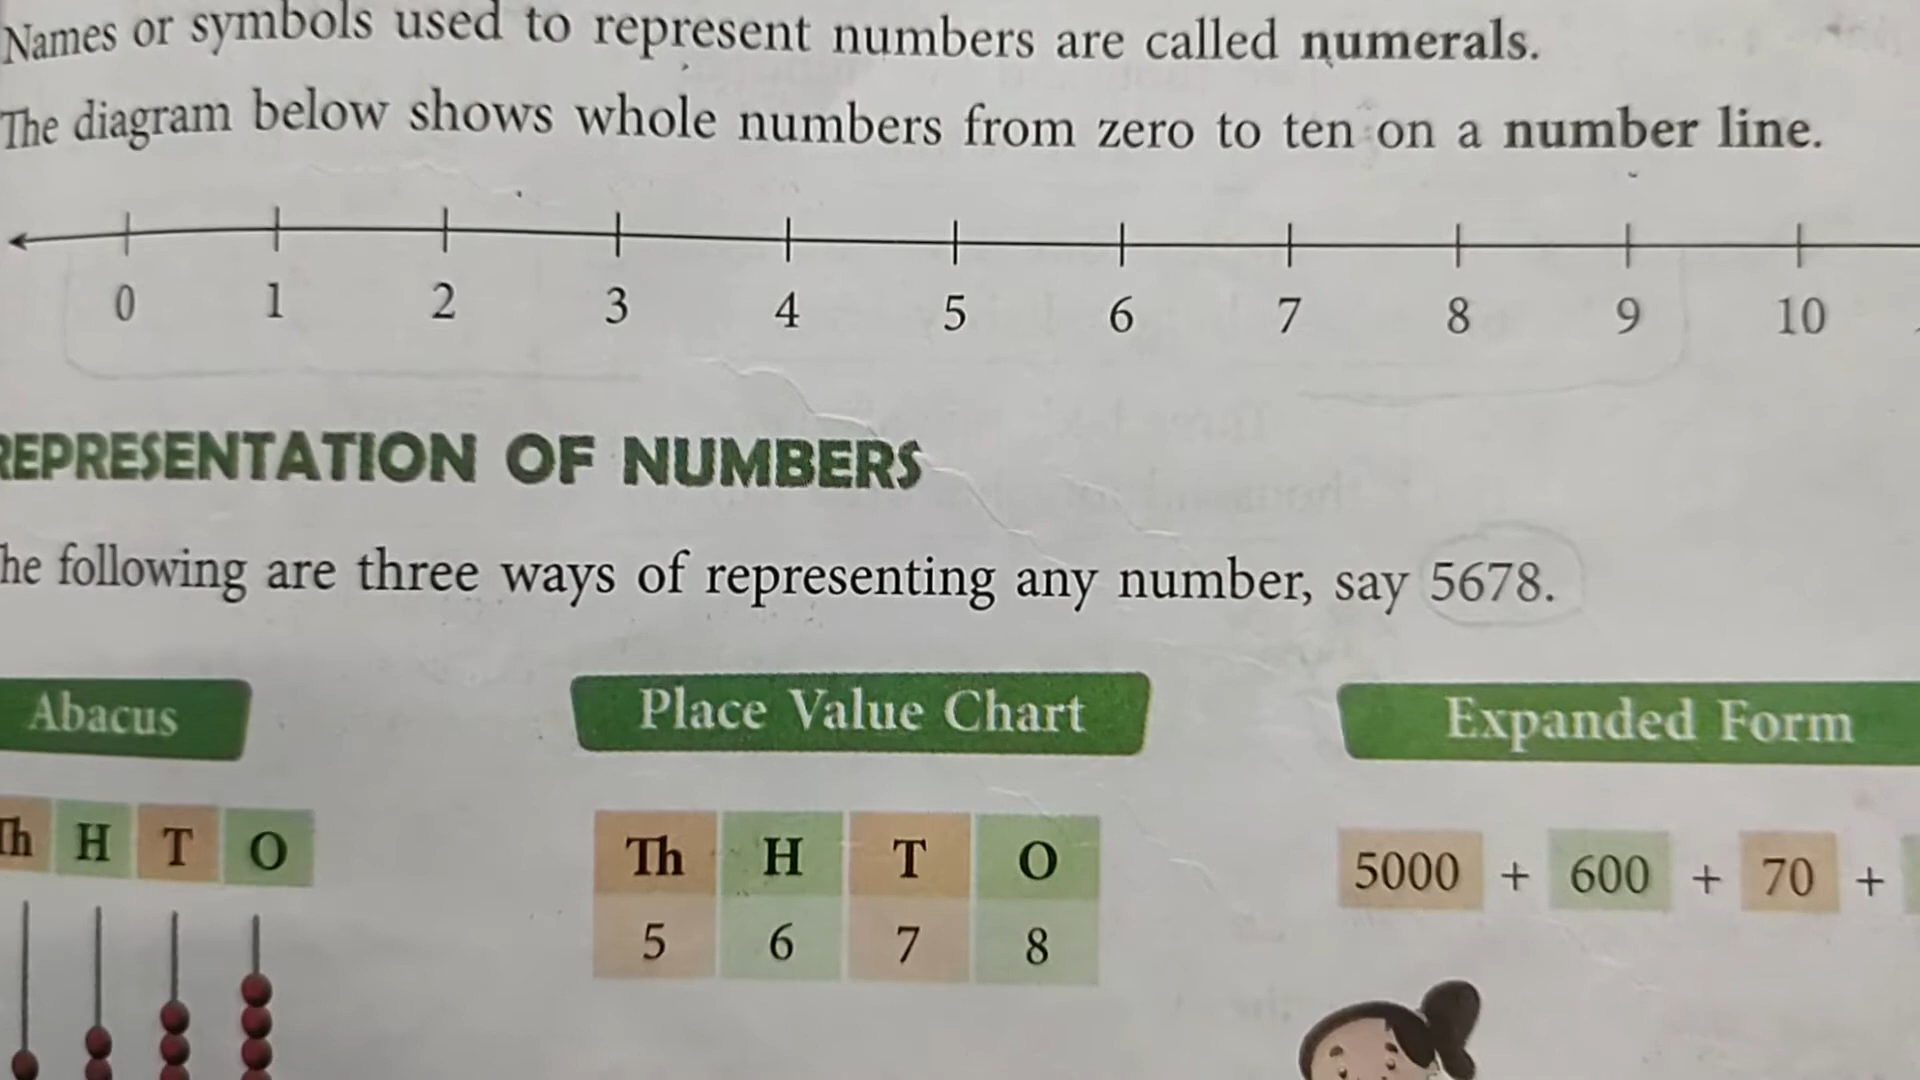 Names or symbols used to represent numbers are called numerals.
The diagram below shows whole numbers from zero to ten on a number line.
0 1 2 3 4 5 6 7 8 9 10
REPRESENTATION OF NUMBERS
he following are three ways of representing any number, say 5678.
Abacus
Th H T O
Place Value Chart
Th H T O
5 6 7 8
Expanded Form
5000 + 600 + 70 +